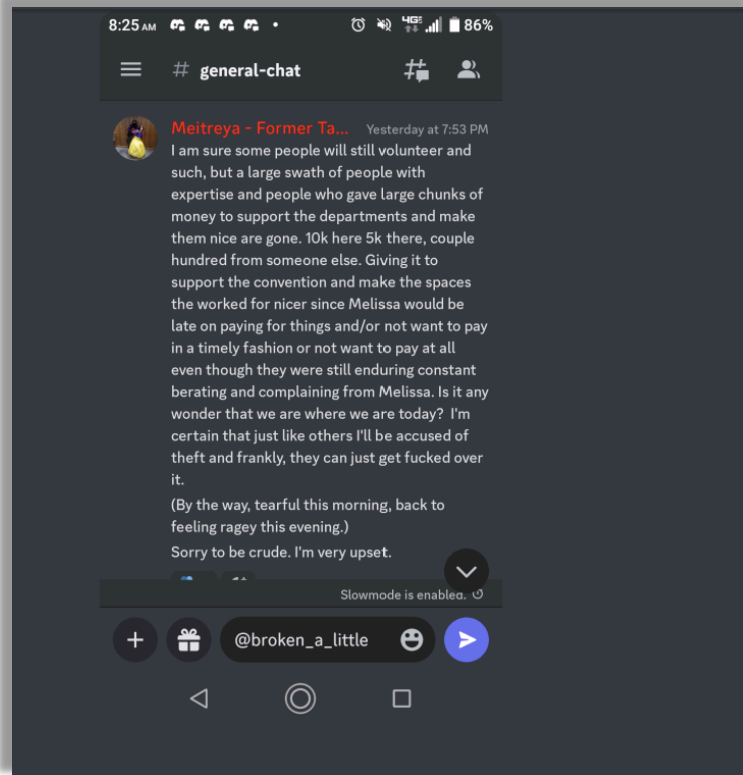 8:25 AM
4GE
86%
# general-chat
Meitreya - Former Ta... Yesterday at 7:53 PM
I am sure some people will still volunteer and
such, but a large swath of people with
expertise and people who gave large chunks of
money to support the departments and make
them nice are gone. 10k here 5k there, couple
hundred from someone else. Giving it to
support the convention and make the spaces
the worked for nicer since Melissa would be
late on paying for things and/or not want to pay
in a timely fashion or not want to pay at all
even though they were still enduring constant
berating and complaining from Melissa. Is it any
wonder that we are where we are today? I'm
certain that just like others I'll be accused of
theft and frankly, they can just get fucked over
it.
(By the way, tearful this morning, back to
feeling ragey this evening.)
Sorry to be crude. I'm very upset.
Slowmode is enabled.
@broken_a_little